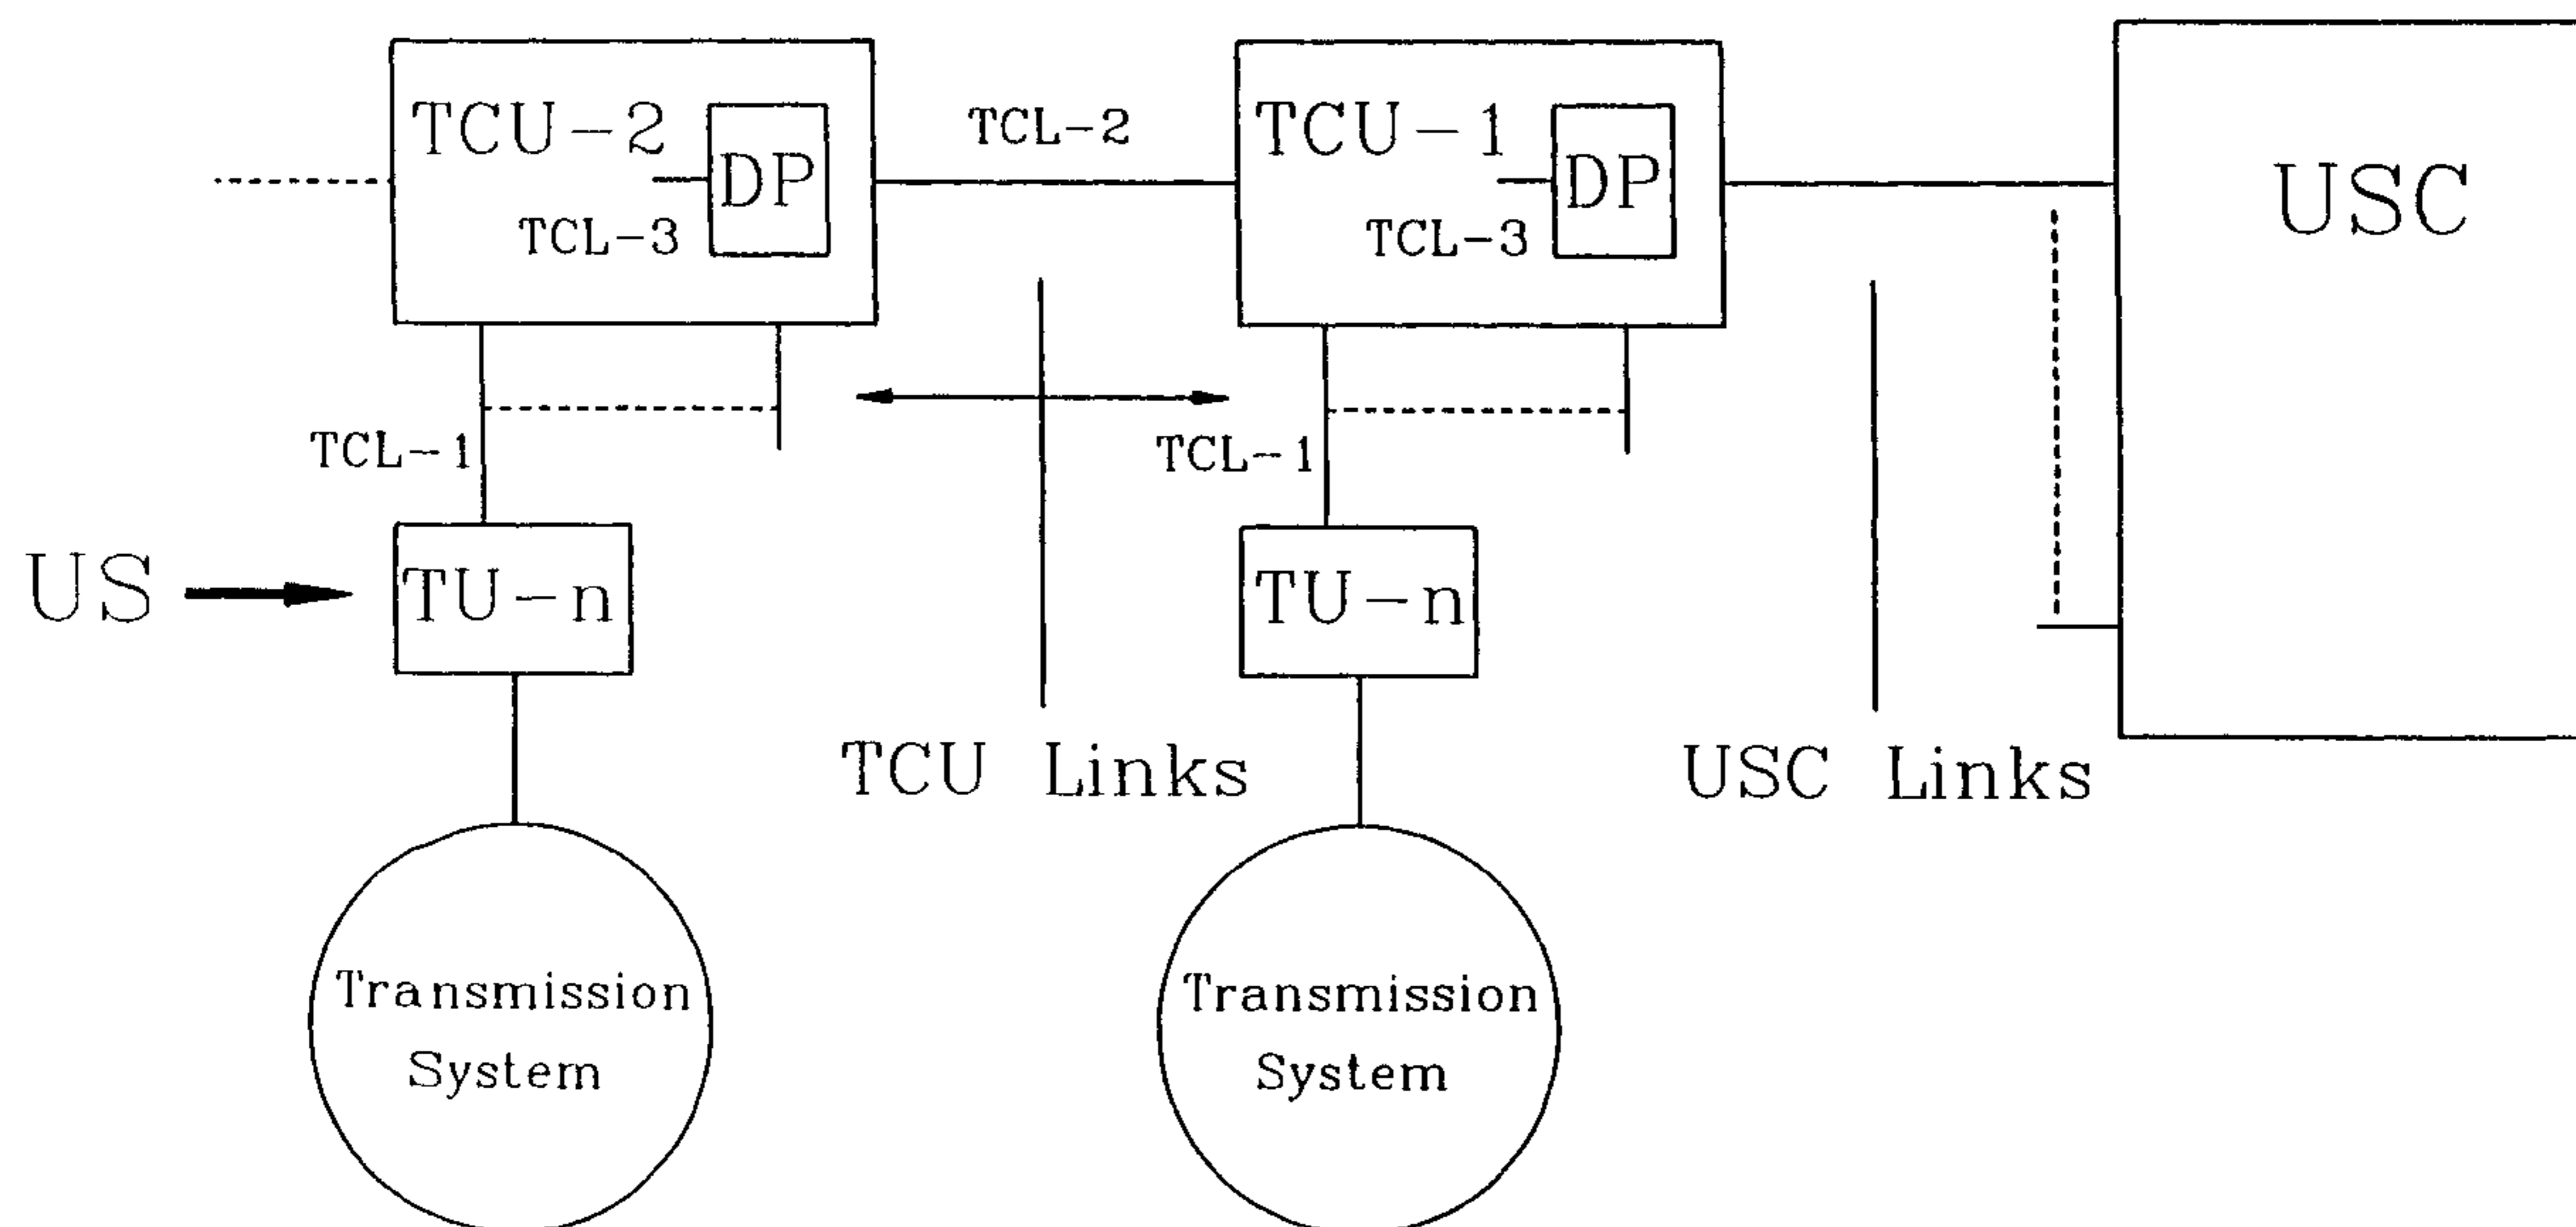 TCU-2
DP
TCL-3
TCL-2
TCU-1
DP
TCL-3
USC
TCL-1
TCL-1
US
TU-n
TU-n
TCU Links
USC Links
Transmission
System
Transmission
System